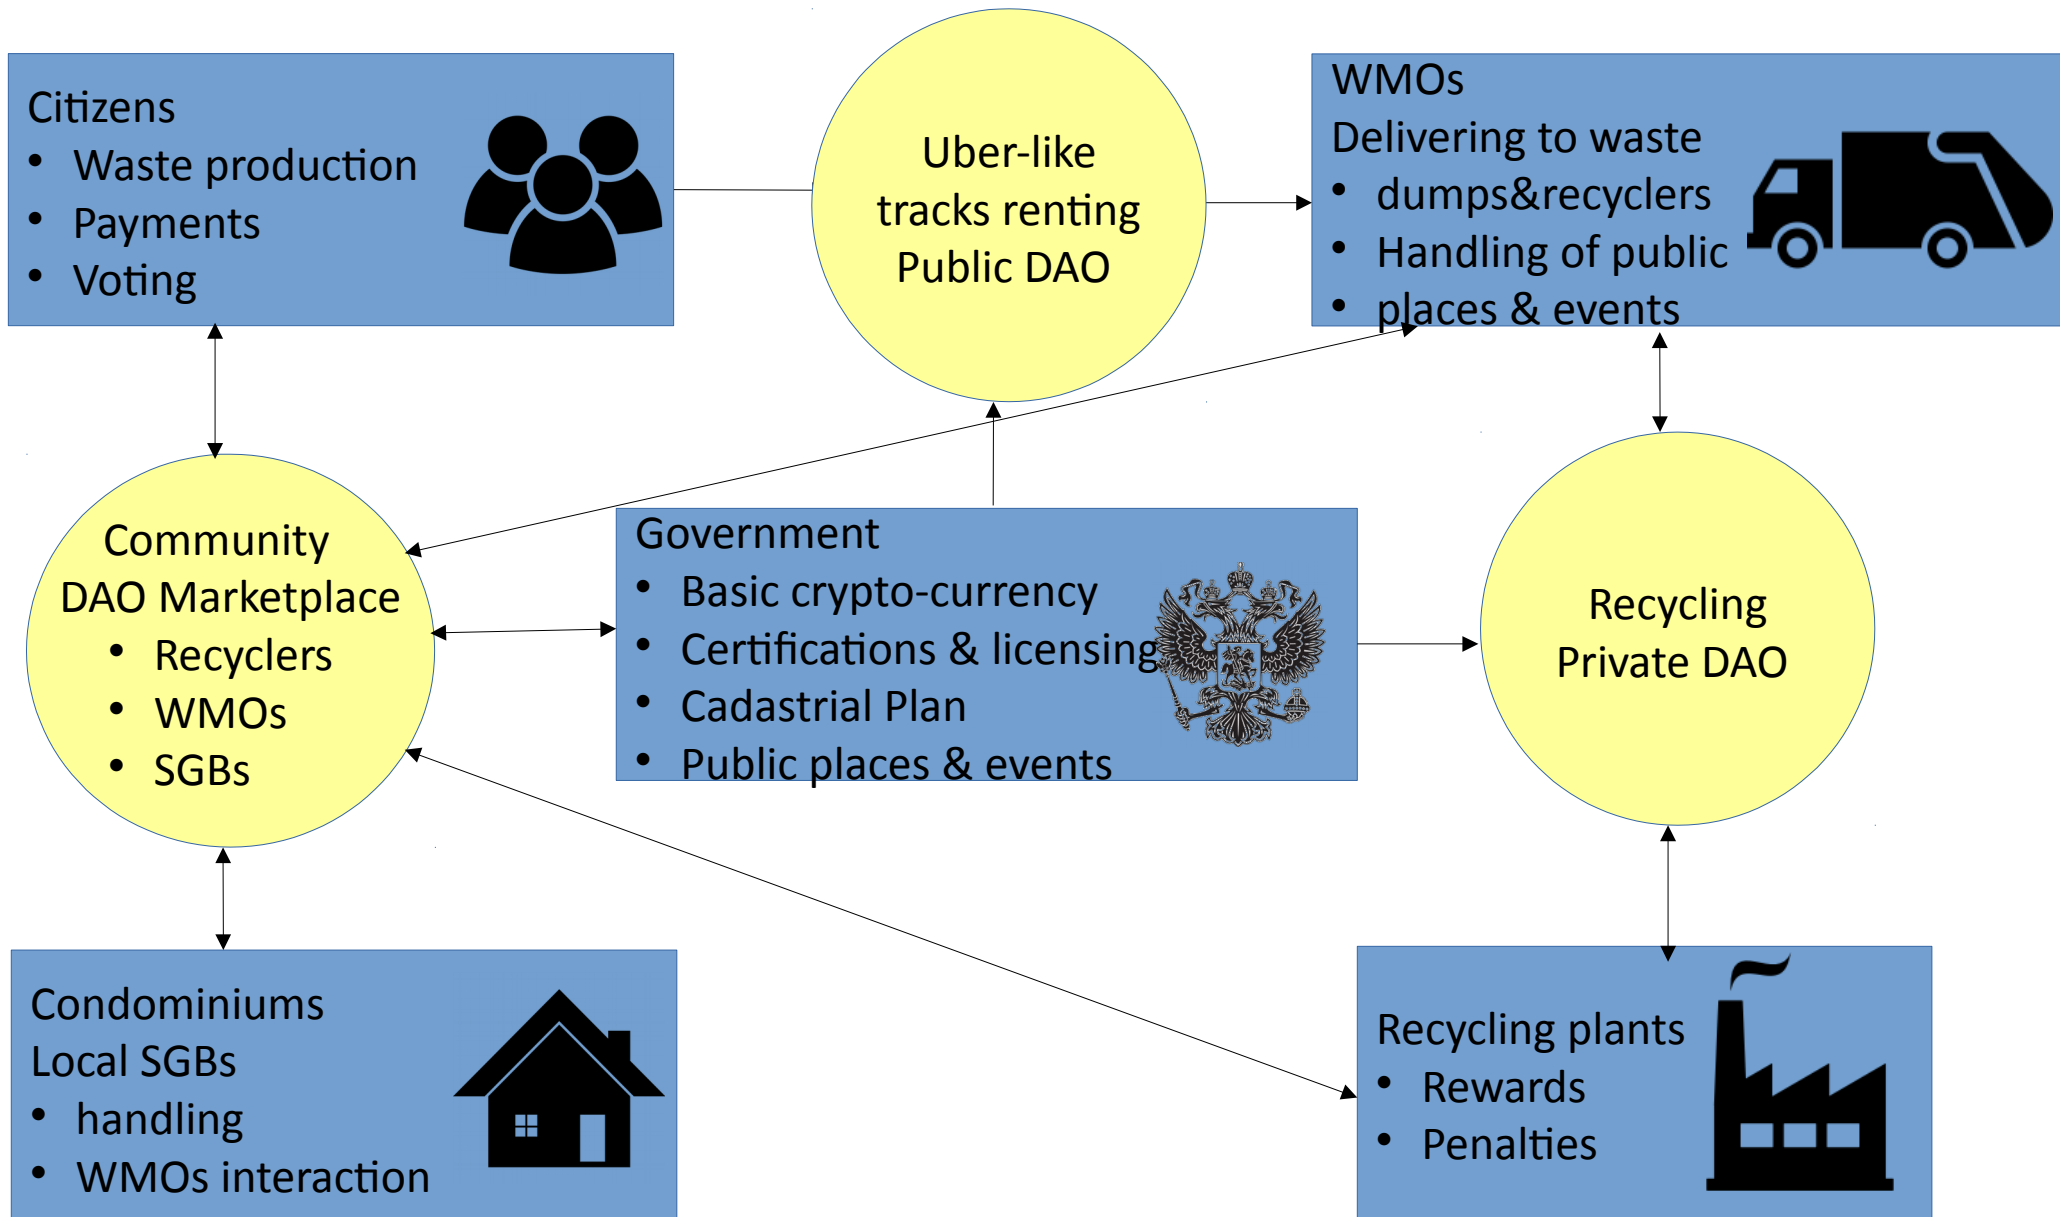 Citizens
• Waste production
• Payments
• Voting
Uber-like
tracks renting
Public DAO
WMOs
Delivering to waste
• dumps&recyclers
• Handling of public
• places & events
Community
DAO Marketplace
• Recyclers
• WMOs
• SGBs
Government
• Basic crypto-currency
• Certifications & licensing
• Cadastrial Plan
• Public places & events
Recycling
Private DAO
Condominiums
Local SGBs
• handling
• WMOs interaction
Recycling plants
• Rewards
• Penalties